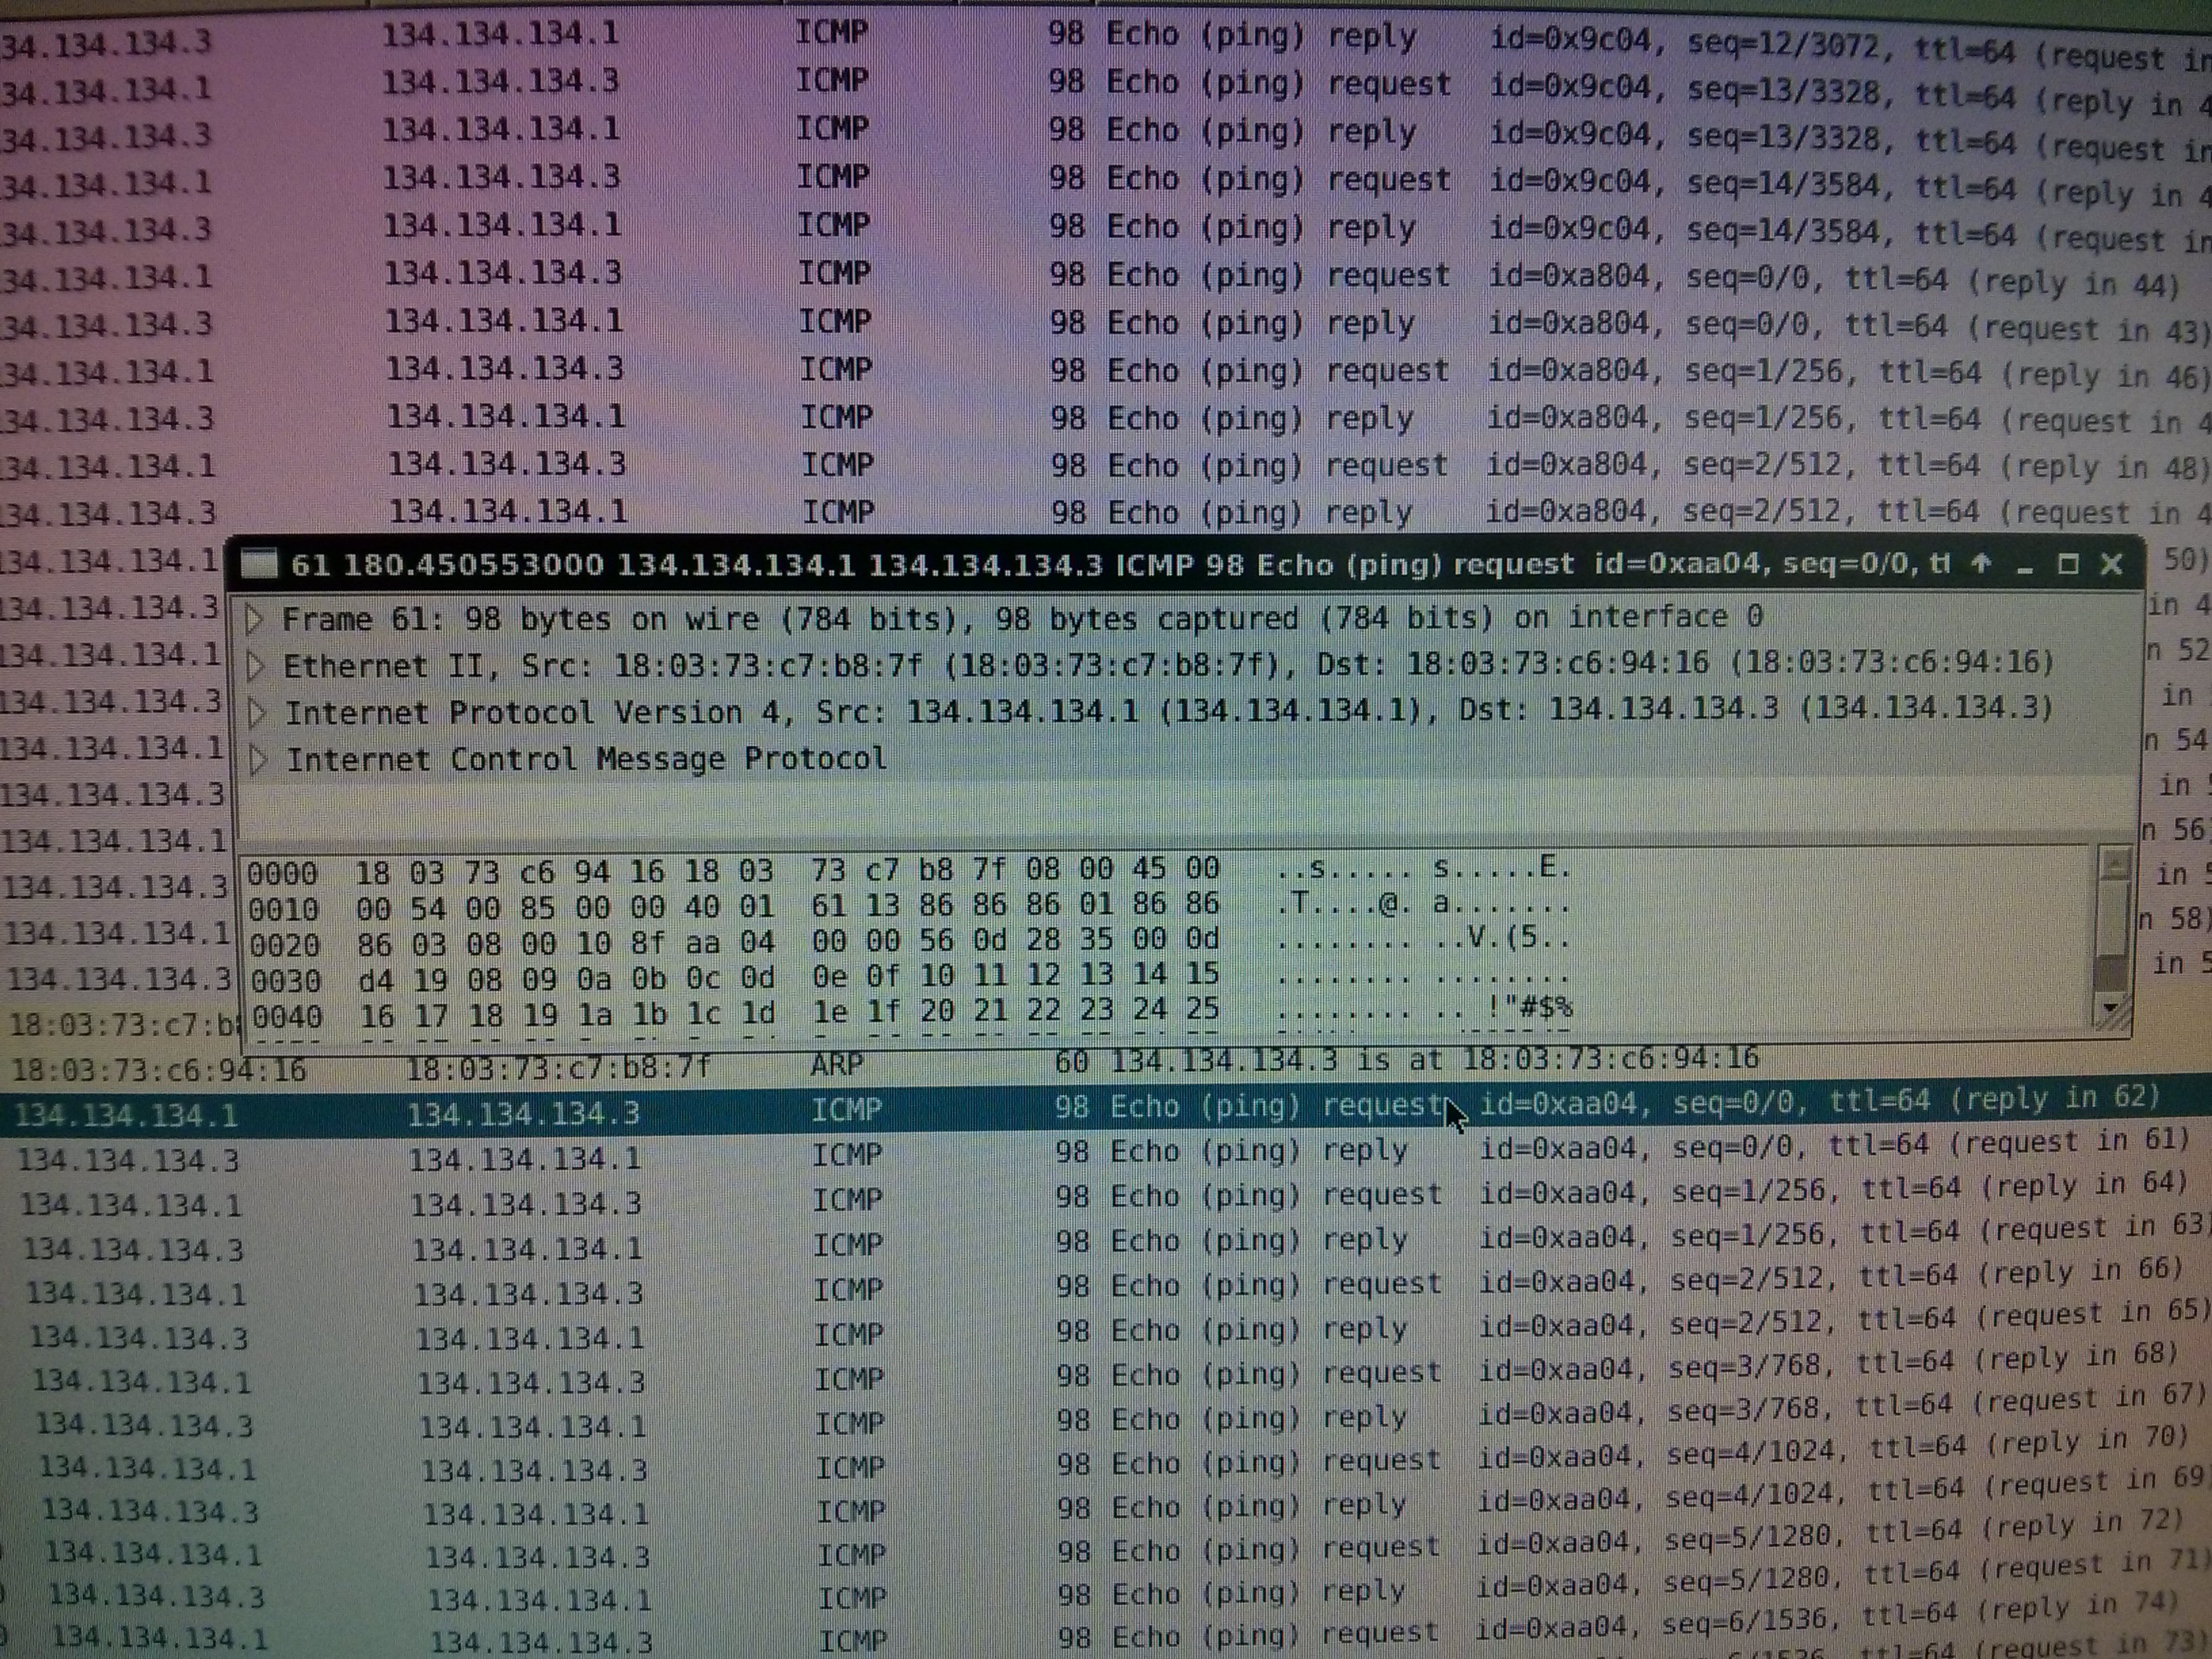 34.134.134.3 134.134.134.1 ICMP 98 Echo (ping) reply id=0x9c04, seq=12/3072, ttl=64 (request in
34.134.134.1 134.134.134.3 ICMP 98 Echo (ping) request id=0x9c04, seq=13/3328, ttl=64 (reply in 4
34.134.134.3 134.134.134.1 ICMP 98 Echo (ping) reply id=0x9c04, seq=13/3328, ttl=64 (request in
34.134.134.1 134.134.134.3 ICMP 98 Echo (ping) request id=0x9c04, seq=14/3584, ttl=64 (reply in 4
34.134.134.3 134.134.134.1 ICMP 98 Echo (ping) reply id=0x9c04, seq=14/3584, ttl=64 (request in
34.134.134.1 134.134.134.3 ICMP 98 Echo (ping) request id=0xa804, seq=0/0, ttl=64 (reply in 44)
34.134.134.3 134.134.134.1 ICMP 98 Echo (ping) reply id=0xa804, seq=0/0, ttl=64 (request in 43)
34.134.134.1 134.134.134.3 ICMP 98 Echo (ping) request id=0xa804, seq=1/256, ttl=64 (reply in 46)
34.134.134.3 134.134.134.1 ICMP 98 Echo (ping) reply id=0xa804, seq=1/256, ttl=64 (request in 4
34.134.134.1 134.134.134.3 ICMP 98 Echo (ping) request id=0xa804, seq=2/512, ttl=64 (reply in 48)
134.134.134.3 134.134.134.1 ICMP 98 Echo (ping) reply id=0xa804, seq=2/512, ttl=64 (request in 4
134.134.134.1 50)
134.134.134.3 in 4
134.134.134.1 n 52
134.134.134.3 in
134.134.134.1 n 54
134.134.134.3 in 5
134.134.134.1 n 56
134.134.134.3 in 5
134.134.134.1 n 58)
134.134.134.3 in 5
18:03:73:c7:b
61 180.450553000 134.134.134.1 134.134.134.3 ICMP 98 Echo (ping) request id=0xaa04, seq=0/0, tt
Frame 61: 98 bytes on wire (784 bits), 98 bytes captured (784 bits) on interface 0
Ethernet II, Src: 18:03:73:c7:b8:7f (18:03:73:c7:b8:7f), Dst: 18:03:73:c6:94:16 (18:03:73:c6:94:16)
Internet Protocol Version 4, Src: 134.134.134.1 (134.134.134.1), Dst: 134.134.134.3 (134.134.134.3)
Internet Control Message Protocol
0000 18 03 73 c6 94 16 18 03 73 c7 b8 7f 08 00 45 00 ..s..... s.....E.
0010 00 54 00 85 00 00 40 01 61 13 86 86 86 01 86 86 .T....@. a.......
0020 86 03 08 00 10 8f aa 04 00 00 56 0d 28 35 00 0d ........ ..V.(5..
0030 d4 19 08 09 0a 0b 0c 0d 0e 0f 10 11 12 13 14 15 ........ ........
0040 16 17 18 19 1a 1b 1c 1d 1e 1f 20 21 22 23 24 25 ........ .. !"#$%
18:03:73:c6:94:16 18:03:73:c7:b8:7f ARP 60 134.134.134.3 is at 18:03:73:c6:94:16
134.134.134.1 134.134.134.3 ICMP 98 Echo (ping) request id=0xaa04, seq=0/0, ttl=64 (reply in 62)
134.134.134.3 134.134.134.1 ICMP 98 Echo (ping) reply id=0xaa04, seq=0/0, ttl=64 (request in 61)
134.134.134.1 134.134.134.3 ICMP 98 Echo (ping) request id=0xaa04, seq=1/256, ttl=64 (reply in 64)
134.134.134.3 134.134.134.1 ICMP 98 Echo (ping) reply id=0xaa04, seq=1/256, ttl=64 (request in 63)
134.134.134.1 134.134.134.3 ICMP 98 Echo (ping) request id=0xaa04, seq=2/512, ttl=64 (reply in 66)
134.134.134.3 134.134.134.1 ICMP 98 Echo (ping) reply id=0xaa04, seq=2/512, ttl=64 (request in 65)
134.134.134.1 134.134.134.3 ICMP 98 Echo (ping) request id=0xaa04, seq=3/768, ttl=64 (reply in 68)
134.134.134.3 134.134.134.1 ICMP 98 Echo (ping) reply id=0xaa04, seq=3/768, ttl=64 (request in 67)
134.134.134.1 134.134.134.3 ICMP 98 Echo (ping) request id=0xaa04, seq=4/1024, ttl=64 (reply in 70)
134.134.134.3 134.134.134.1 ICMP 98 Echo (ping) reply id=0xaa04, seq=4/1024, ttl=64 (request in 69
134.134.134.1 134.134.134.3 ICMP 98 Echo (ping) request id=0xaa04, seq=5/1280, ttl=64 (reply in 72)
134.134.134.3 134.134.134.1 ICMP 98 Echo (ping) reply id=0xaa04, seq=5/1280, ttl=64 (request in 71)
134.134.134.1 134.134.134.3 ICMP 98 Echo (ping) request id=0xaa04, seq=6/1536, ttl=64 (reply in 74)
ttl=64 (request in 73)